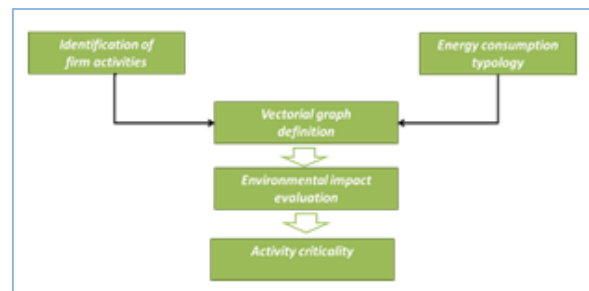 Identification of
firm activities
Energy consumption
typology
Vectorial graph
definition
Environmental impact
evaluation
Activity criticality